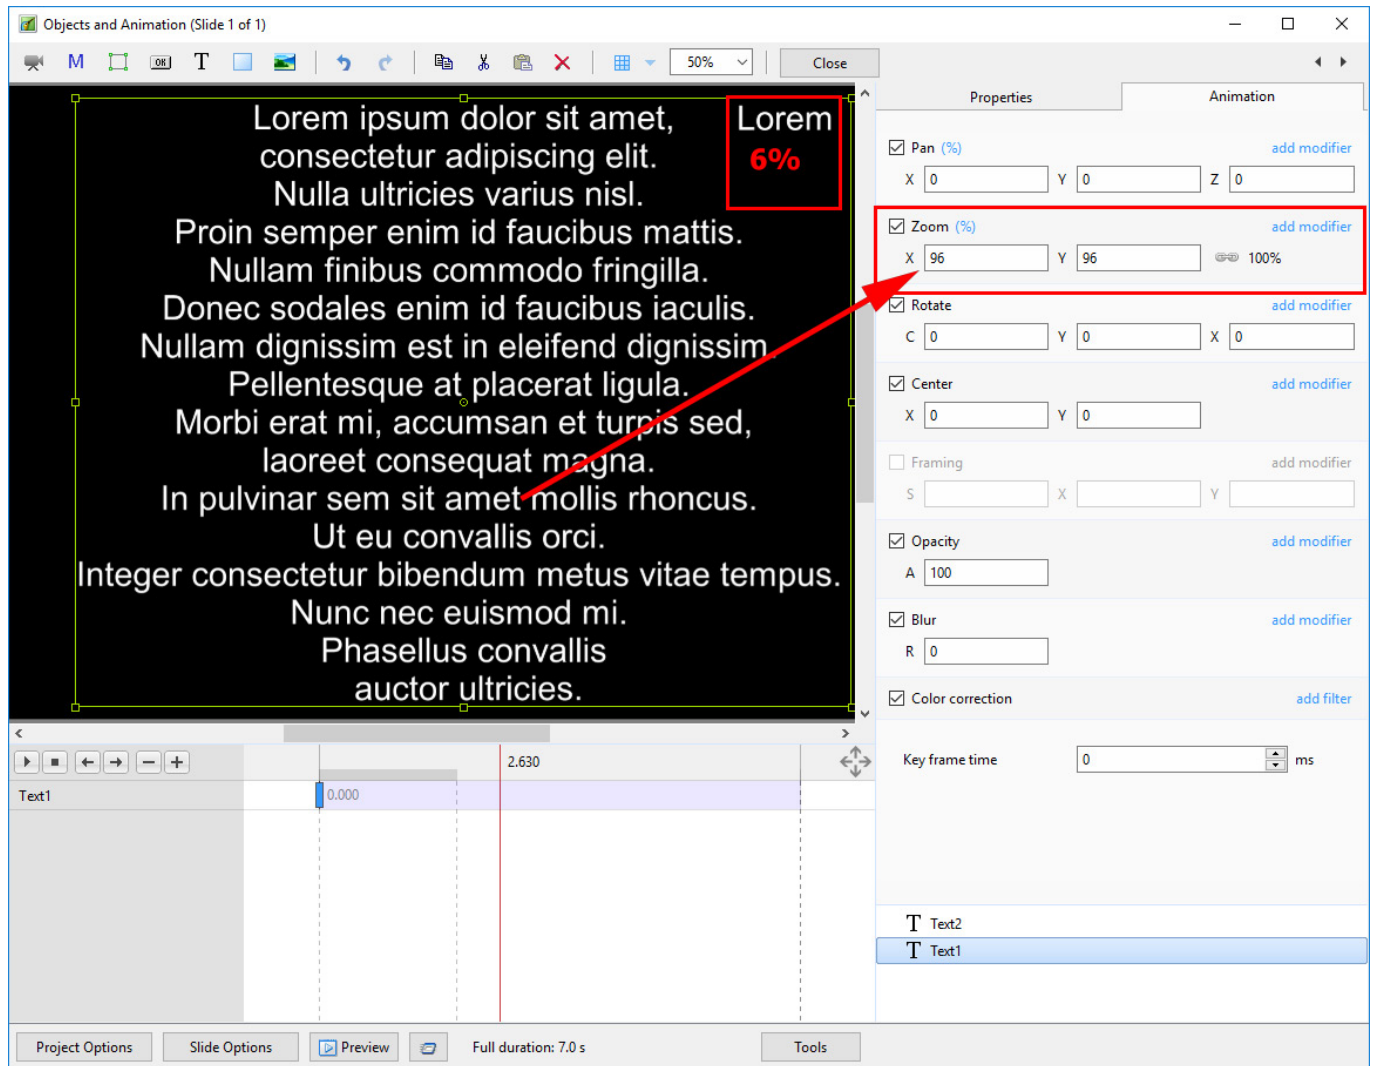 Objects and Animation (Slide 1 of 1)
M OK T 50% Close
Properties Animation
Lorem ipsum dolor sit amet,
consectetur adipiscing elit.
Nulla ultricies varius nisl.
Proin semper enim id faucibus mattis.
Nullam finibus commodo fringilla.
Donec sodales enim id faucibus iaculis.
Nullam dignissim est in eleifend dignissim.
Pellentesque at placerat ligula.
Morbi erat mi, accumsan et turpis sed,
laoreet consequat magna.
In pulvinar sem sit amet mollis rhoncus.
Ut eu convallis orci.
Integer consectetur bibendum metus vitae tempus.
Nunc nec euismod mi.
Phasellus convallis
auctor ultricies.
Lorem
6%
Pan (%) add modifier
X 0 Y 0 Z 0
Zoom (%) add modifier
X 96 Y 96 100%
Rotate add modifier
C 0 Y 0 X 0
Center add modifier
X 0 Y 0
Framing add modifier
S X Y
Opacity add modifier
A 100
Blur add modifier
R 0
Color correction add filter
Key frame time 0 ms
T Text2
T Text1
2.630
Text1 0.000
Project Options Slide Options Preview Full duration: 7.0 s Tools